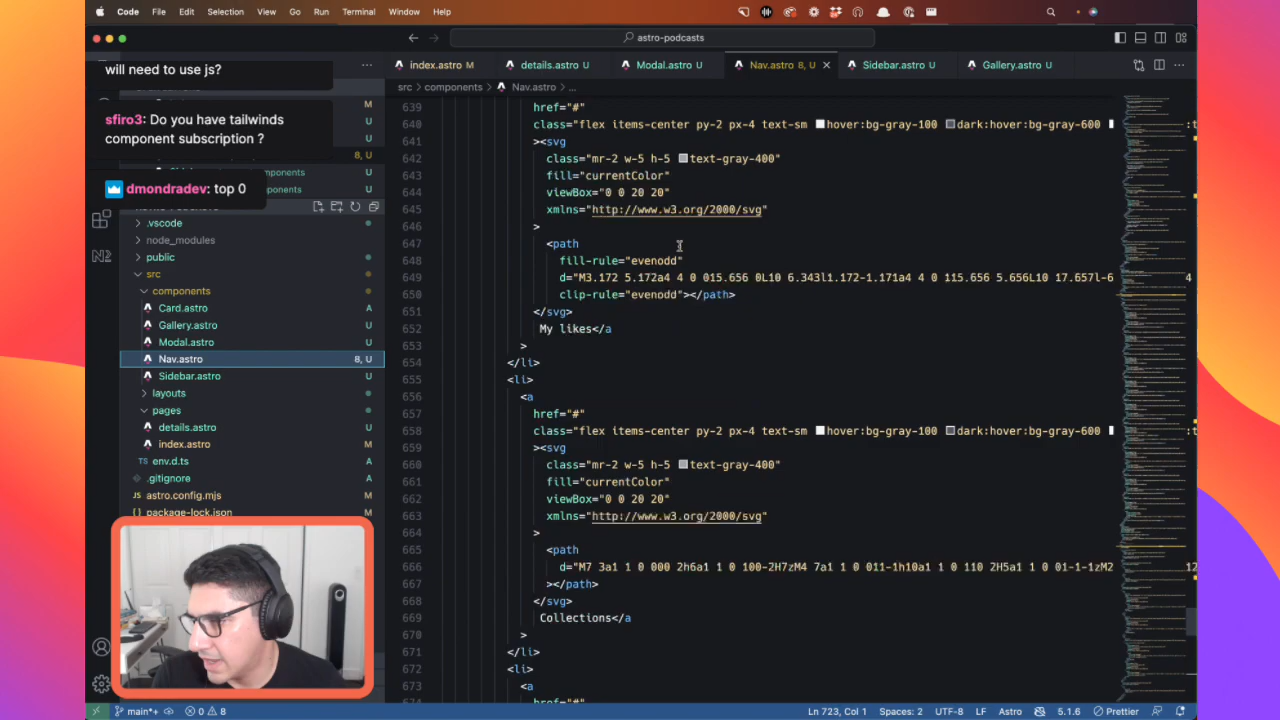 Code File Edit Selection View Go Run Terminal Window Help
astro-podcasts
will need to use js?
sfiro3: Do you have tailwinds
component subscription ?
dmondradev: top 0
index.astro M
details.astro U
Modal.astro U
Nav.astro 8, U
Sidebar.astro U
Gallery.astro U
src > components > Nav.astro > ...
M
U
U
8, U
U
U
.vscode
node_modules
public
src
components
Card.astro A
Gallery.astro U
Modal.astro U
Nav.astro 8, U
Sidebar.astro U
layouts
pages
details.astro U
index.astro M
env.d.ts A
.gitignore A
astro.config.mjs M
package-lock.json M
639 href="#"
640 class="flex items-center py-2 px-4 text-sm hover:bg-gray-100 dark:hover:bg-gray-600
641 ><svg
642 class="mr-2 w-5 h-5 text-gray-400"
643 fill="currentColor"
644 viewBox="0 0 20 20"
645 xmlns="http://www.w3.org/2000/svg"
646 >
647 <path
648 fill-rule="evenodd"
649 d="M3.172 5.172a4 4 0 015.656 0L10 6.343l1.172-1.171a4 4 0 115.656 5.656L10 17.657l-6
650 clip-rule="evenodd"></path>
651 </svg>
652 My likes</a
653 >
654 </li>
655 <li>
656 <a
657 href="#"
658 class="flex items-center py-2 px-4 text-sm hover:bg-gray-100 dark:hover:bg-gray-600
659 ><svg
660 class="mr-2 w-5 h-5 text-gray-400"
661 fill="currentColor"
662 viewBox="0 0 20 20"
663 xmlns="http://www.w3.org/2000/svg"
664 >
665 <path
666 d="M7 3a1 1 0 000 2h6a1 1 0 100-2H7zM4 7a1 1 0 011-1h10a1 1 0 110 2H5a1 1 0 01-1-1zM2
667 ></path>
668 </svg>
669 Collections</a
670 >
671 </li>
672 <li>
673 <a
main*+ 0 8
Ln 723, Col 1 Spaces: 2 UTF-8 LF Astro 5.1.6 Prettier